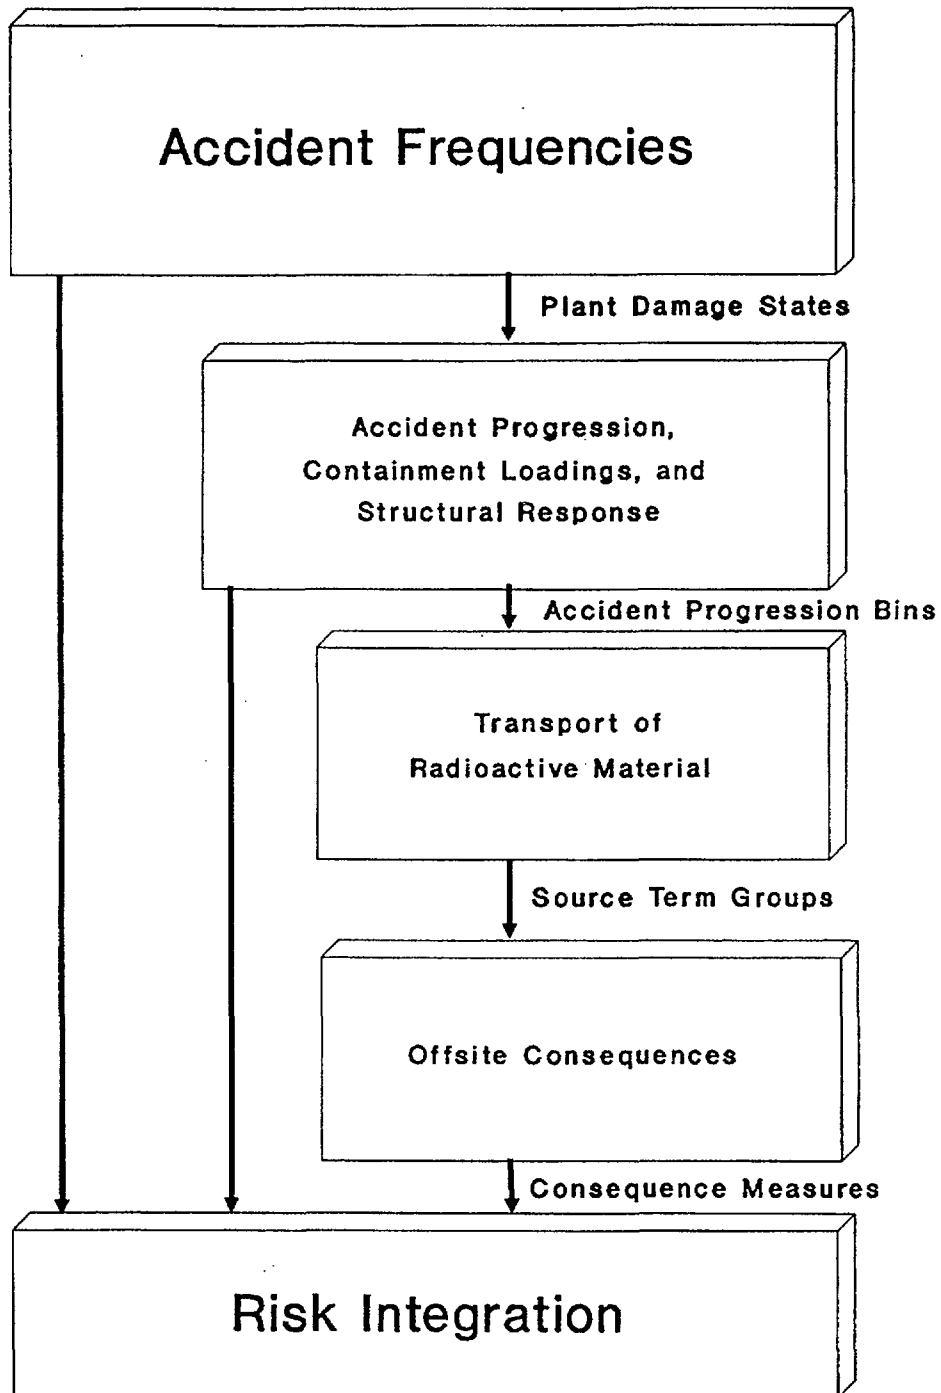 Accident Frequencies
Plant Damage States
Accident Progression,
Containment Loadings, and
Structural Response
Accident Progression Bins
Transport of
Radioactive Material
Source Term Groups
Offsite Consequences
Consequence Measures
Risk Integration